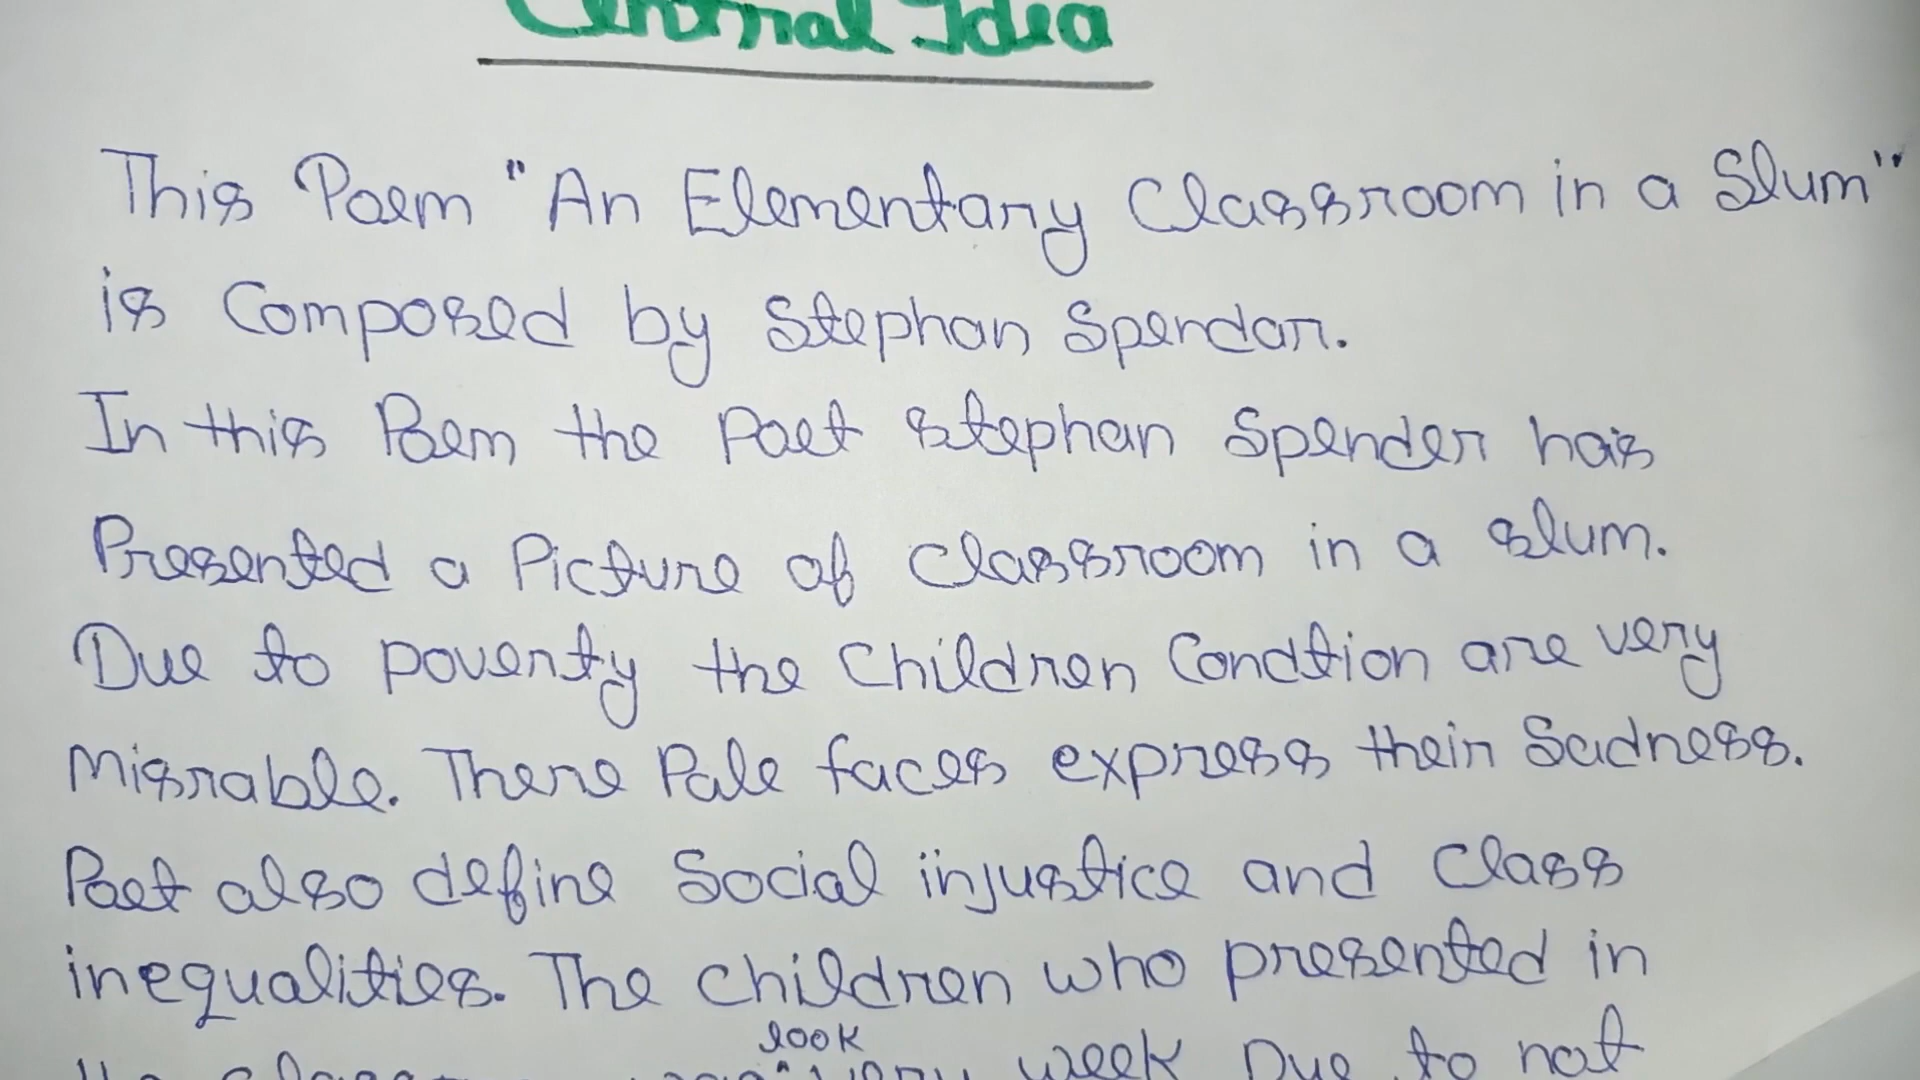 Central Idea
This Poem "An Elementary Classroom in a Slum"
is Composed by Stephan Spendar.
In this Poem the Poet stephan Spender has
Presented a Picture of classroom in a slum.
Due to poverty the Children Condtion are very
Misrable. There Pale faces express their Sadness.
Poet also define Social injustice and Class
inequalities. The children who presented in
look
very week Due to not